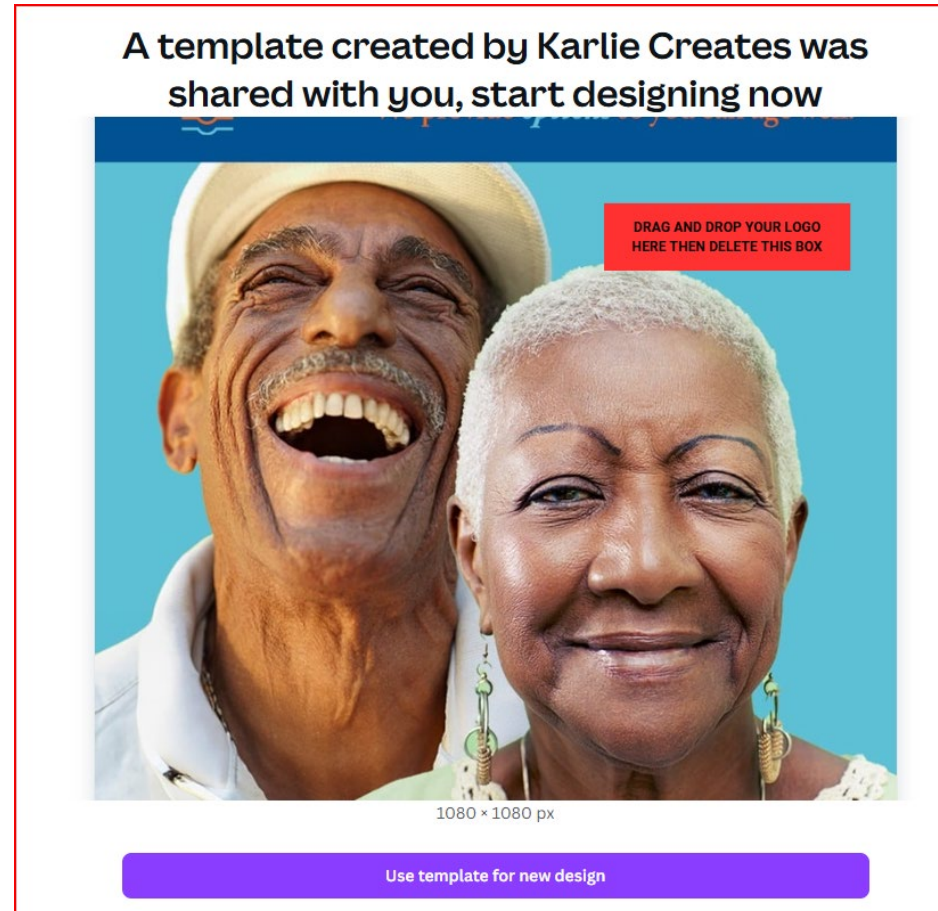 A template created by Karlie Creates was
shared with you, start designing now
DRAG AND DROP YOUR LOGO
HERE THEN DELETE THIS BOX
1080 × 1080 px
Use template for new design